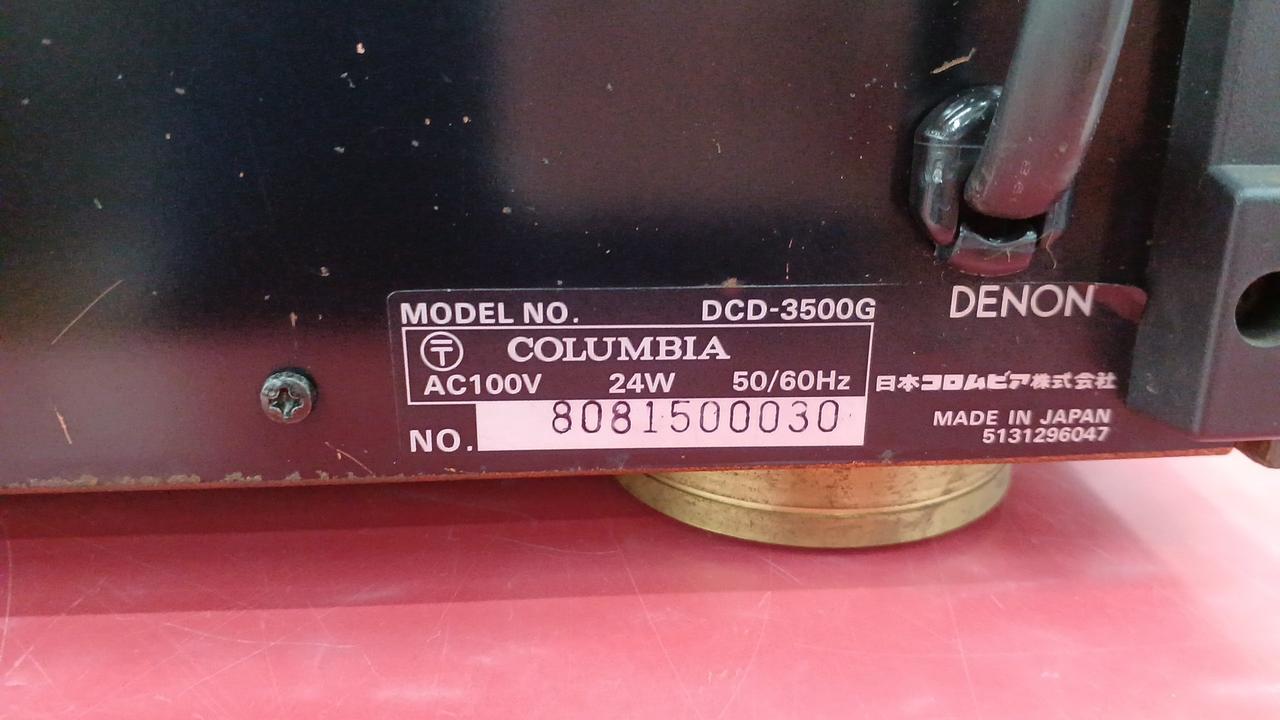 MODEL NO. DCD-3500G
〒 COLUMBIA
AC100V 24W 50/60Hz
NO. 8081500030
DENON
日本コロムビア株式会社
MADE IN JAPAN
5131296047